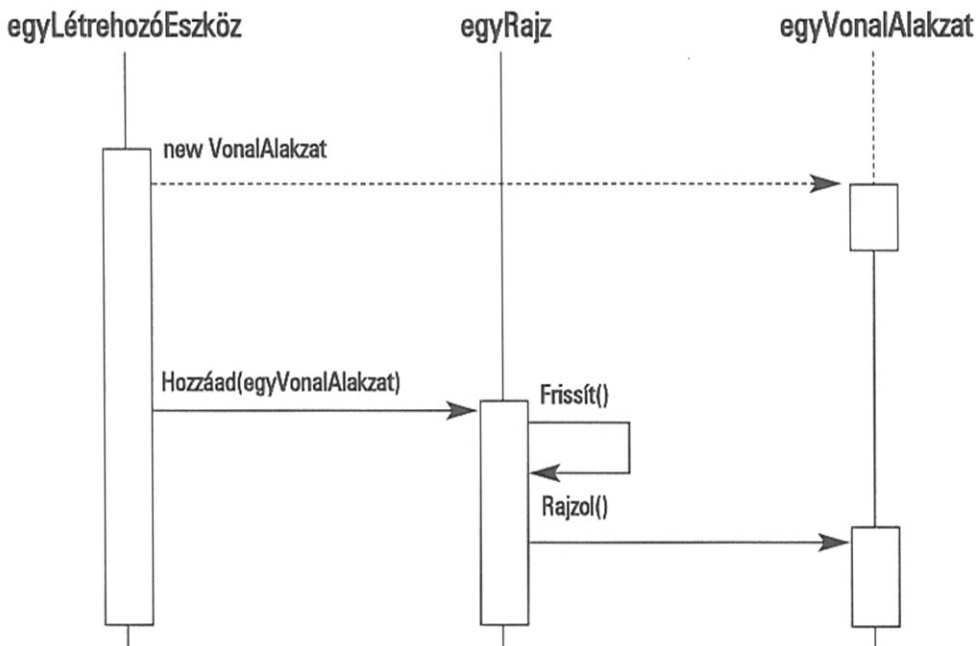 egyLétrehozóEszköz egyRajz egyVonalAlakzat
new VonalAlakzat
Hozzáad(egyVonalAlakzat)
Frissít()
Rajzol()